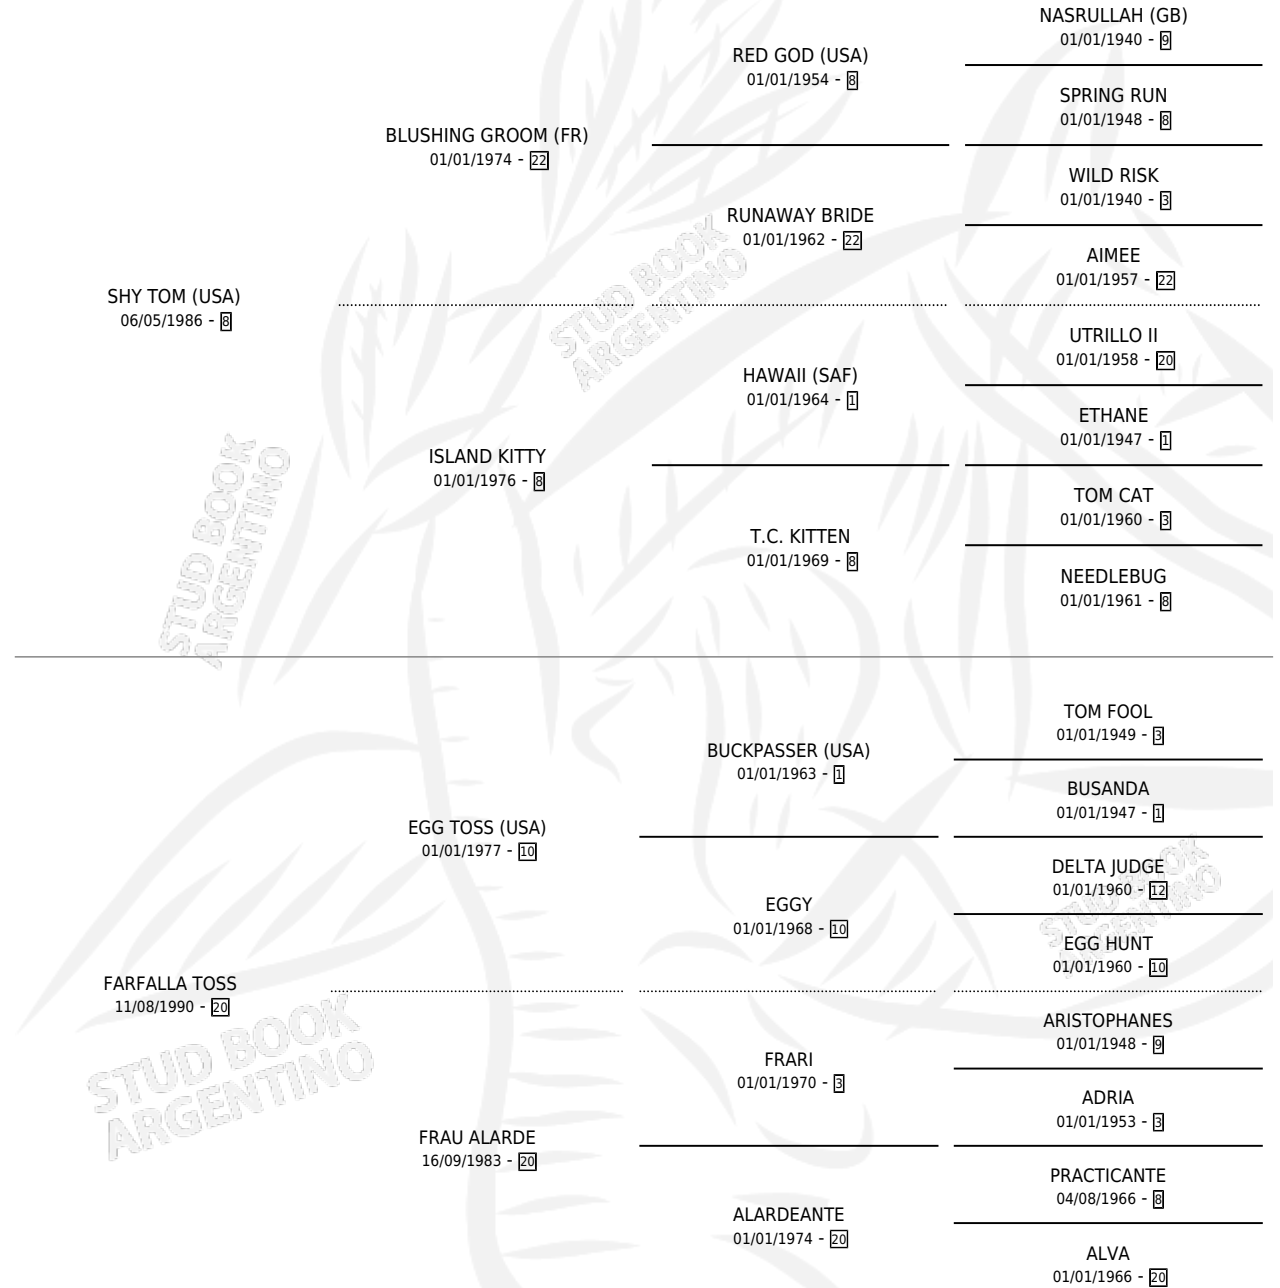 NASRULLAH (GB)
01/01/1940 - 9
RED GOD (USA)
01/01/1954 - 8
SPRING RUN
01/01/1948 - 8
BLUSHING GROOM (FR)
01/01/1974 - 22
WILD RISK
01/01/1940 - 3
RUNAWAY BRIDE
01/01/1962 - 22
AIMEE
01/01/1957 - 22
SHY TOM (USA)
06/05/1986 - 8
STUD BOOK
ARGENTINO
UTRILLO II
01/01/1958 - 20
HAWAII (SAF)
01/01/1964 - 1
ETHANE
01/01/1947 - 1
ISLAND KITTY
01/01/1976 - 8
TOM CAT
01/01/1960 - 3
T.C. KITTEN
01/01/1969 - 8
NEEDLEBUG
01/01/1961 - 8
STUD BOOK
ARGENTINO
TOM FOOL
01/01/1949 - 3
BUCKPASSER (USA)
01/01/1963 - 1
BUSANDA
01/01/1947 - 1
EGG TOSS (USA)
01/01/1977 - 10
DELTA JUDGE
01/01/1960 - 12
EGGY
01/01/1968 - 10
EGG HUNT
01/01/1960 - 10
STUD BOOK
ARGENTINO
FARFALLA TOSS
11/08/1990 - 20
ARISTOPHANES
01/01/1948 - 9
FRARI
01/01/1970 - 3
ADRIA
01/01/1953 - 3
STUD BOOK
ARGENTINO
FRAU ALARDE
16/09/1983 - 20
PRACTICANTE
04/08/1966 - 8
ALARDEANTE
01/01/1974 - 20
ALVA
01/01/1966 - 20